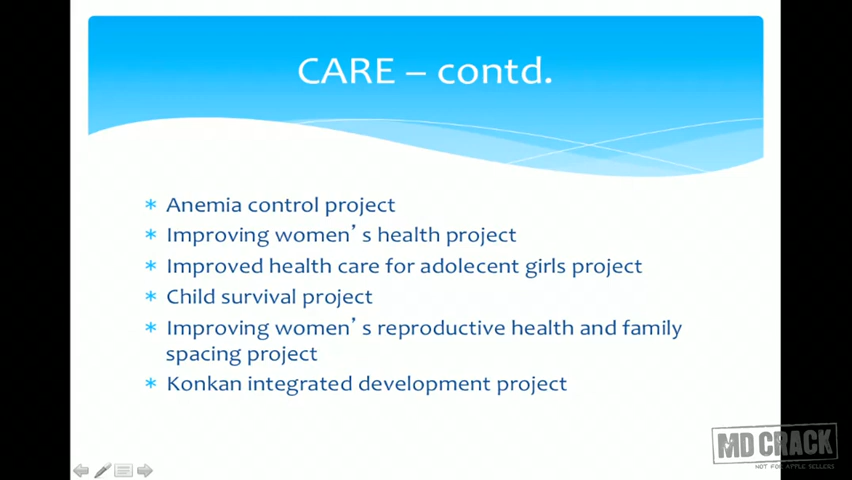 CARE – contd.
* Anemia control project
* Improving women’s health project
* Improved health care for adolecent girls project
* Child survival project
* Improving women’s reproductive health and family
spacing project
* Konkan integrated development project
MD CRACK
NOT FOR APPLE SELLERS